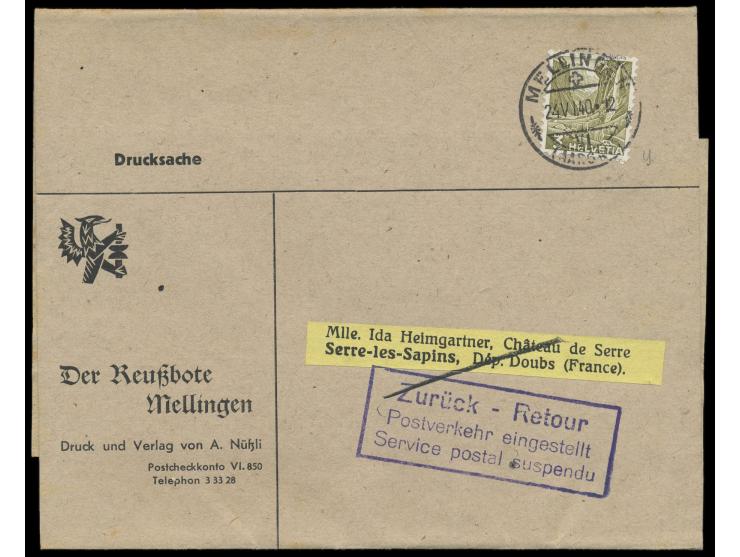 Drucksache
MELLING
24.VI.40.-12
(AARG
HELVETIA
Der Reußbote
Mellingen
Druck und Verlag von A. Nüßli
Postcheckkonto VI. 850
Telephon 3 33 28
Mlle. Ida Heimgartner, Château de Serre
Serre-les-Sapins, Dép. Doubs (France).
Zurück - Retour
Postverkehr eingestellt
Service postal suspendu